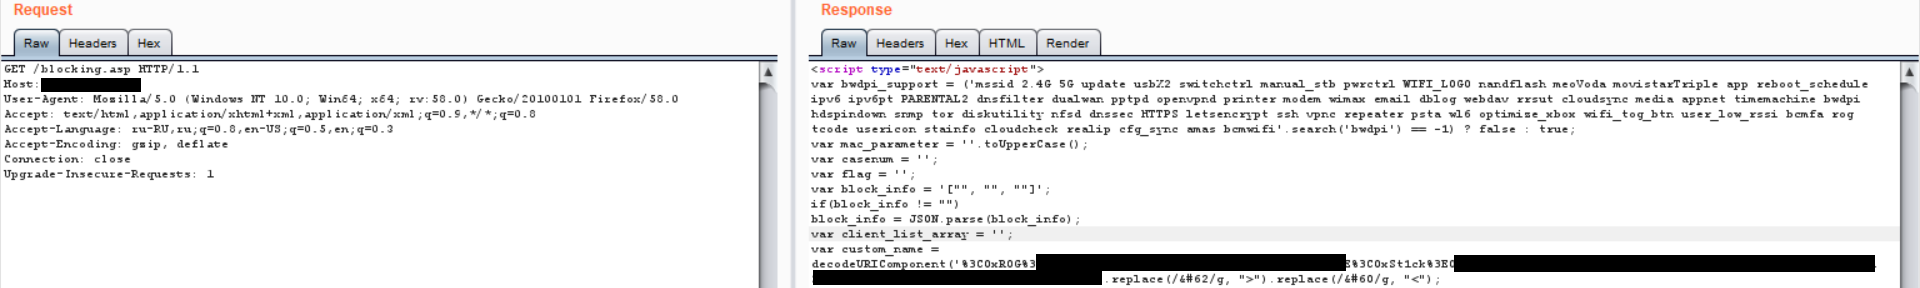 Request
Raw Headers Hex
GET /blocking.asp HTTP/1.1
Host:
User-Agent: Mozilla/5.0 (Windows NT 10.0; Win64; x64; rv:58.0) Gecko/20100101 Firefox/58.0
Accept: text/html,application/xhtml+xml,application/xml;q=0.9,*/*;q=0.8
Accept-Language: ru-RU,ru;q=0.8,en-US;q=0.5,en;q=0.3
Accept-Encoding: gzip, deflate
Connection: close
Upgrade-Insecure-Requests: 1
Response
Raw Headers Hex HTML Render
<script type="text/javascript">
var bwdpi_support = ('mssid 2.4G 5G update usbX2 switchctrl manual_stb pwrctrl WIFI_LOGO nandflash meoVoda movistarTriple app reboot_schedule
ipv6 ipv6pt PARENTAL2 dnsfilter dualwan pptpd openvpnd printer modem wimax email dblog webdav rrsut cloudsync media appnet timemachine bwdpi
hdspindown snmp tor diskutility nfsd dnssec HTTPS letsencrypt ssh vpnc repeater psta wl6 optimize_xbox wifi_tog_btn user_low_rssi bcmfa rog
tcode usericon stainfo cloudcheck realip cfg_sync amas bcmwifi'.search('bwdpi') == -1) ? false : true;
var mac_parameter = ''.toUpperCase();
var casenum = '';
var flag = '';
var block_info = '["", "", ""]';
if(block_info != "")
block_info = JSON.parse(block_info);
var client_list_array = '';
var custom_name =
decodeURIComponent('%3C0xR0G%3 E%3C0xSt1ck%3E0
.replace(/&#62/g, ">").replace(/&#60/g, "<");